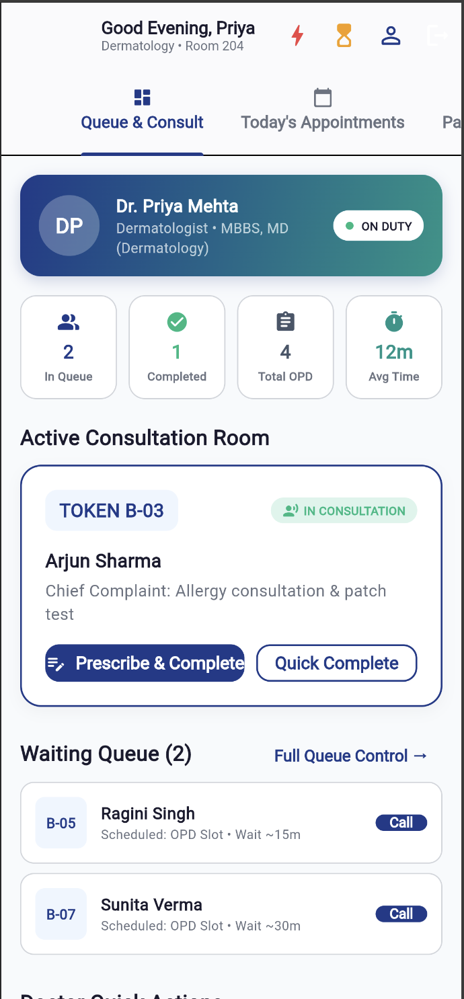 Good Evening, Priya
Dermatology • Room 204
Queue & Consult
Today's Appointments
Pa
DP
Dr. Priya Mehta
Dermatologist • MBBS, MD
(Dermatology)
ON DUTY
2
In Queue
1
Completed
4
Total OPD
12m
Avg Time
Active Consultation Room
TOKEN B-03
IN CONSULTATION
Arjun Sharma
Chief Complaint: Allergy consultation & patch
test
Prescribe & Complete
Quick Complete
Waiting Queue (2)
Full Queue Control →
B-05
Ragini Singh
Scheduled: OPD Slot • Wait ~15m
Call
B-07
Sunita Verma
Scheduled: OPD Slot • Wait ~30m
Call
Doctor Quick Actions